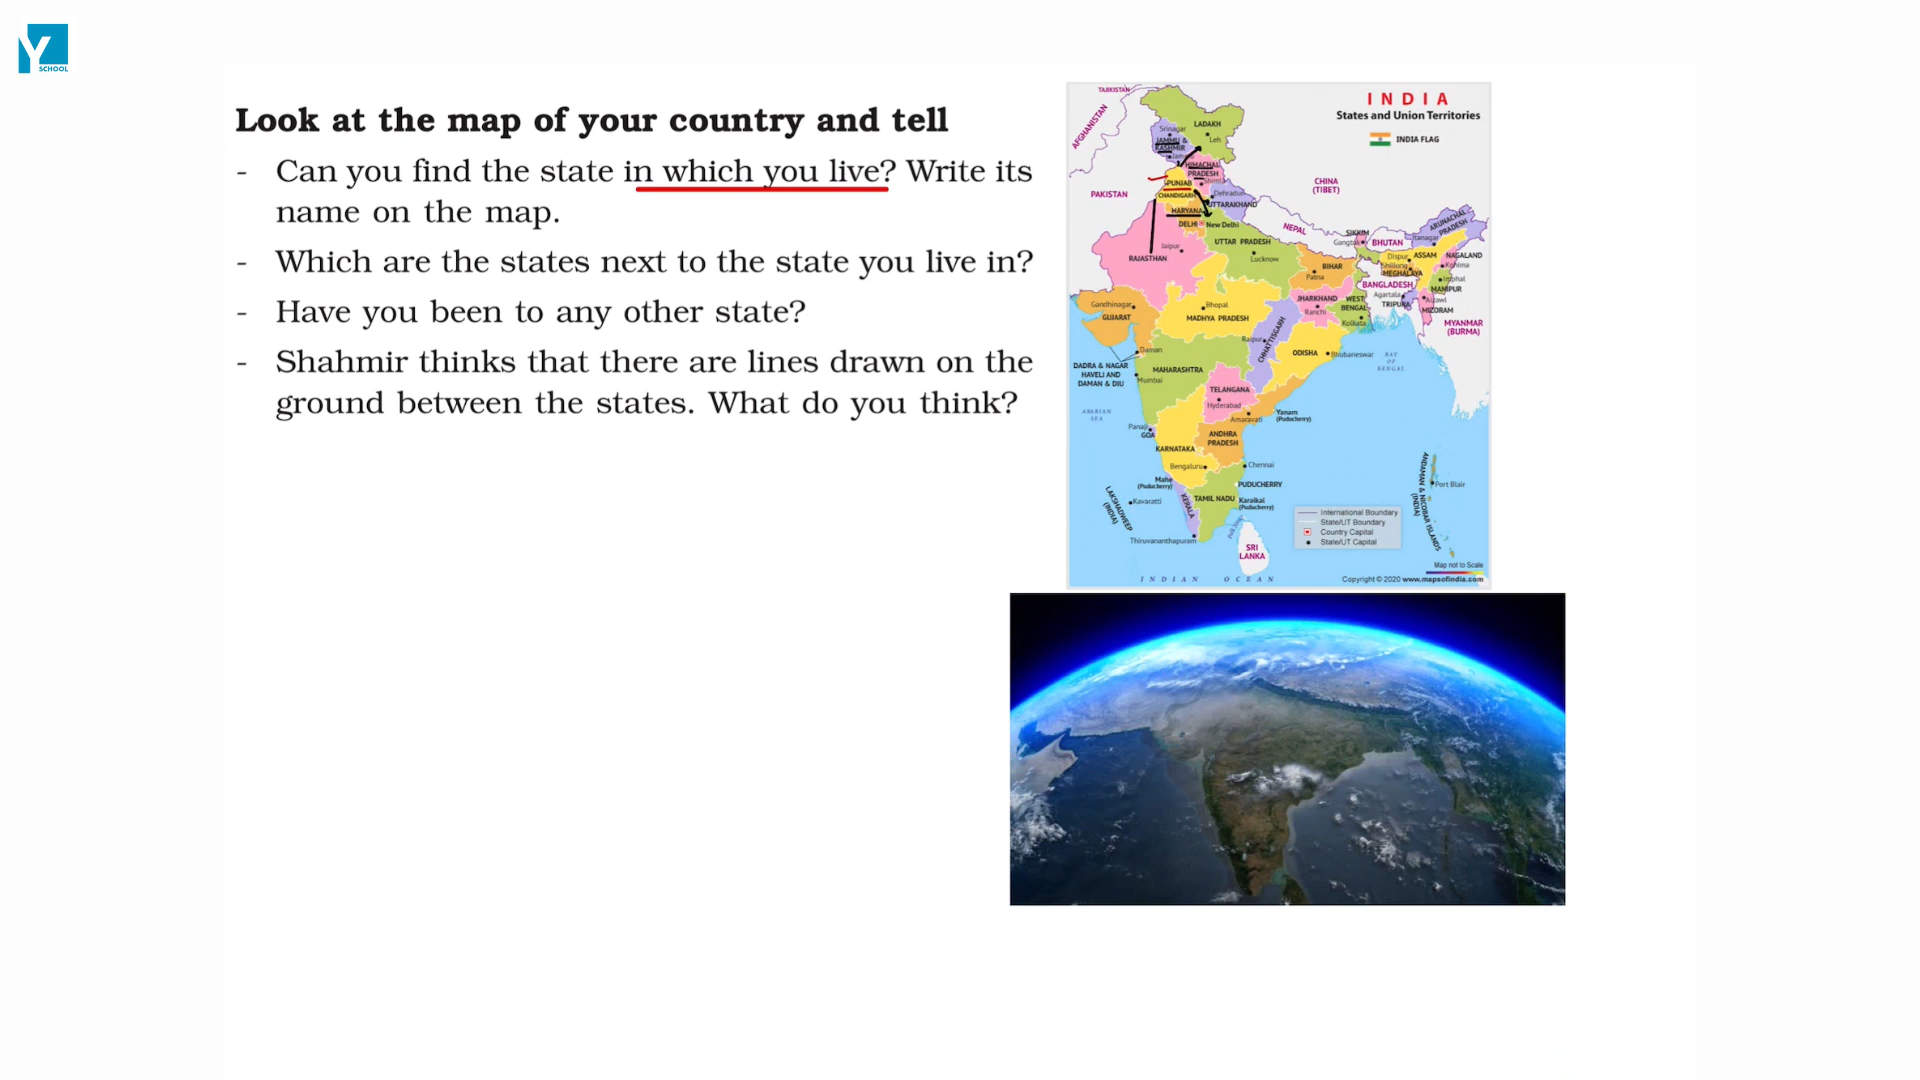 Y
SCHOOL
Look at the map of your country and tell
- Can you find the state in which you live? Write its
name on the map.
- Which are the states next to the state you live in?
- Have you been to any other state?
- Shahmir thinks that there are lines drawn on the
ground between the states. What do you think?
INDIA
States and Union Territories
INDIA FLAG
TAJIKISTAN
AFGHANISTAN
LADAKH
Srinagar
Leh
JAMMU &
KASHMIR
HIMACHAL
PRADESH
Shimla
PUNJAB
CHANDIGARH
Dehradun
UTTARAKHAND
HARYANA
DELHI
New Delhi
PAKISTAN
CHINA
(TIBET)
NEPAL
SIKKIM
Gangtok
BHUTAN
ARUNACHAL
PRADESH
Itanagar
UTTAR PRADESH
Lucknow
Jaipur
RAJASTHAN
BIHAR
Patna
Dispur
ASSAM
NAGALAND
Kohima
Shillong
MEGHALAYA
Imphal
MANIPUR
BANGLADESH
Agartala
TRIPURA
Aizawl
MIZORAM
MYANMAR
(BURMA)
Gandhinagar
GUJARAT
Bhopal
MADHYA PRADESH
JHARKHAND
Ranchi
WEST
BENGAL
Kolkata
Raipur
CHHATTISGARH
ODISHA
Bhubaneswar
BAY
OF
BENGAL
Daman
DADRA & NAGAR
HAVELI AND
DAMAN & DIU
Mumbai
MAHARASHTRA
TELANGANA
Hyderabad
ARABIAN
SEA
Amaravati
Yanam
(Puducherry)
Panaji
GOA
KARNATAKA
ANDHRA
PRADESH
Bengaluru
Chennai
Mahe
(Puducherry)
PUDUCHERRY
TAMIL NADU
Karaikal
(Puducherry)
KERALA
LAKSHADWEEP
(INDIA)
Kavaratti
Thiruvananthapuram
SRI
LANKA
ANDAMAN & NICOBAR ISLANDS
(INDIA)
Port Blair
International Boundary
State/UT Boundary
Country Capital
State/UT Capital
Map not to Scale
INDIAN OCEAN
Copyright © 2020 www.mapsofindia.com